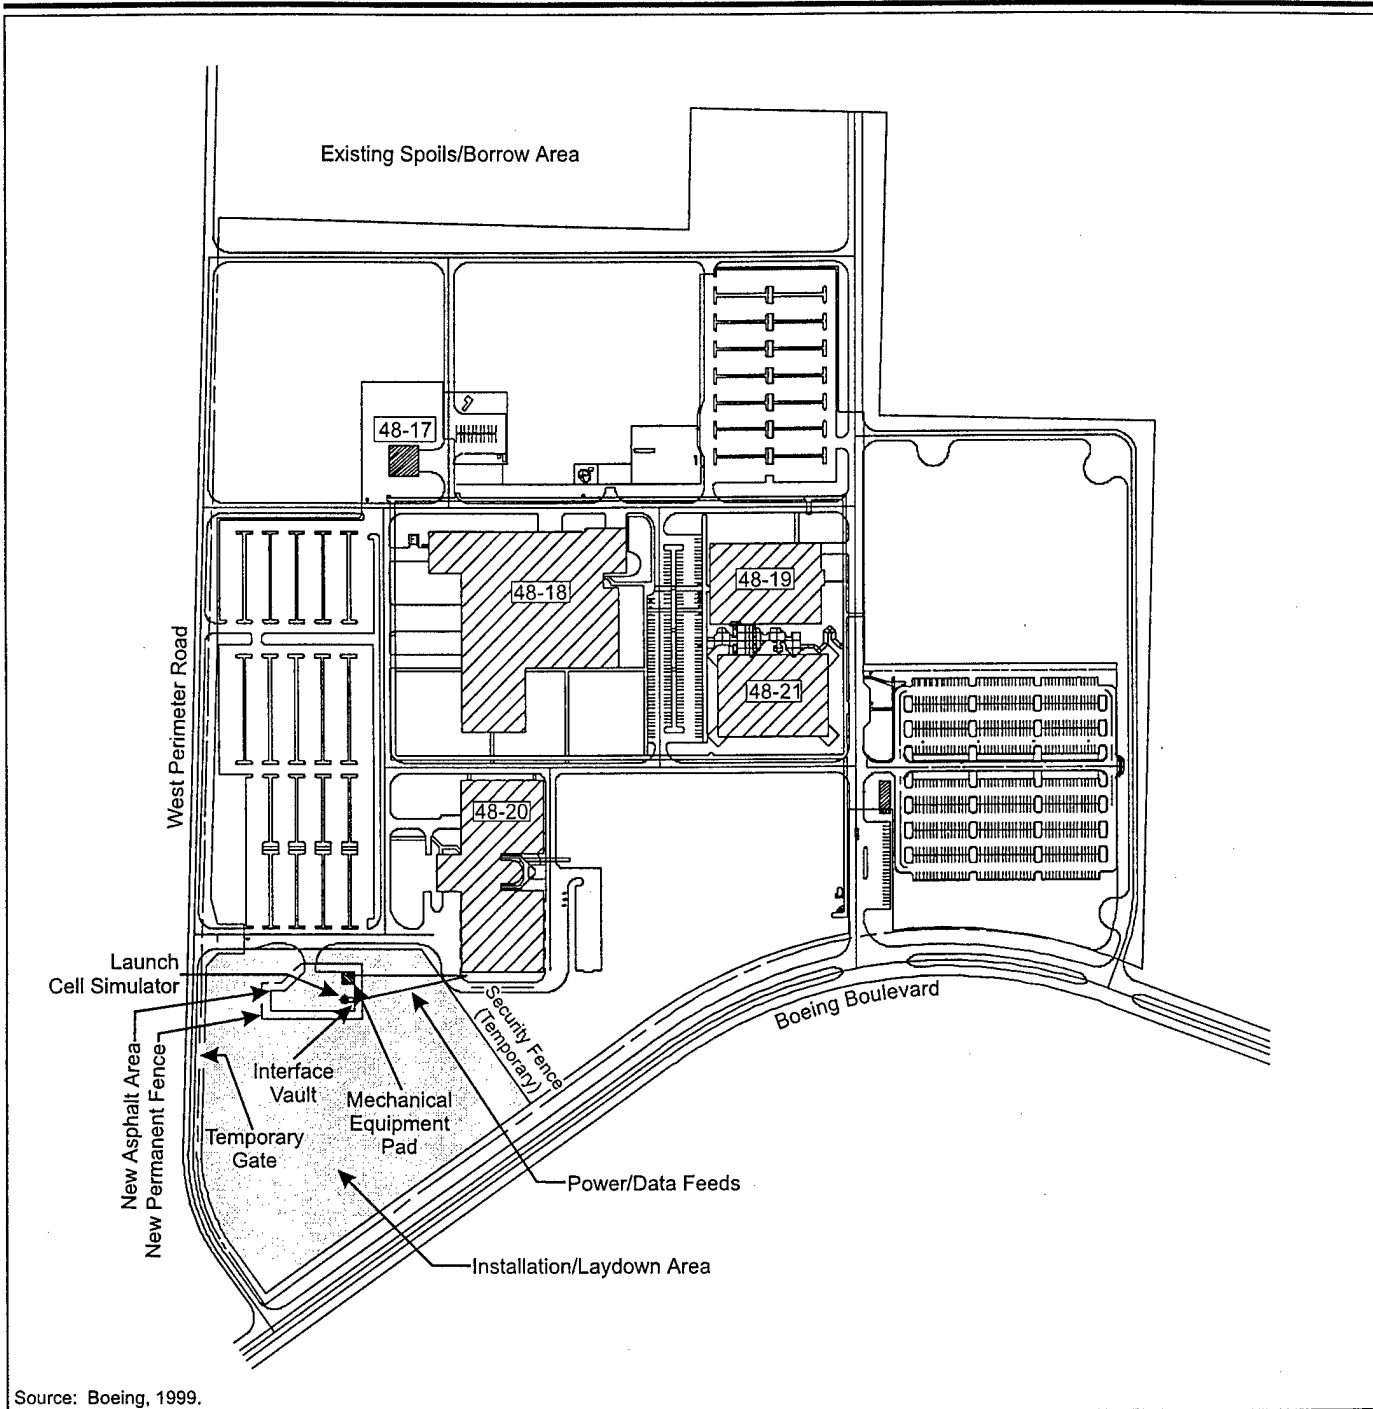 Existing Spoils/Borrow Area
48-17
48-18
48-19
48-21
West Perimeter Road
48-20
Launch
Cell Simulator
Security Fence
(Temporary)
Boeing Boulevard
New Asphalt Area
New Permanent Fence
Interface
Vault
Mechanical
Equipment
Pad
Temporary
Gate
Power/Data Feeds
Installation/Laydown Area
Source: Boeing, 1999.